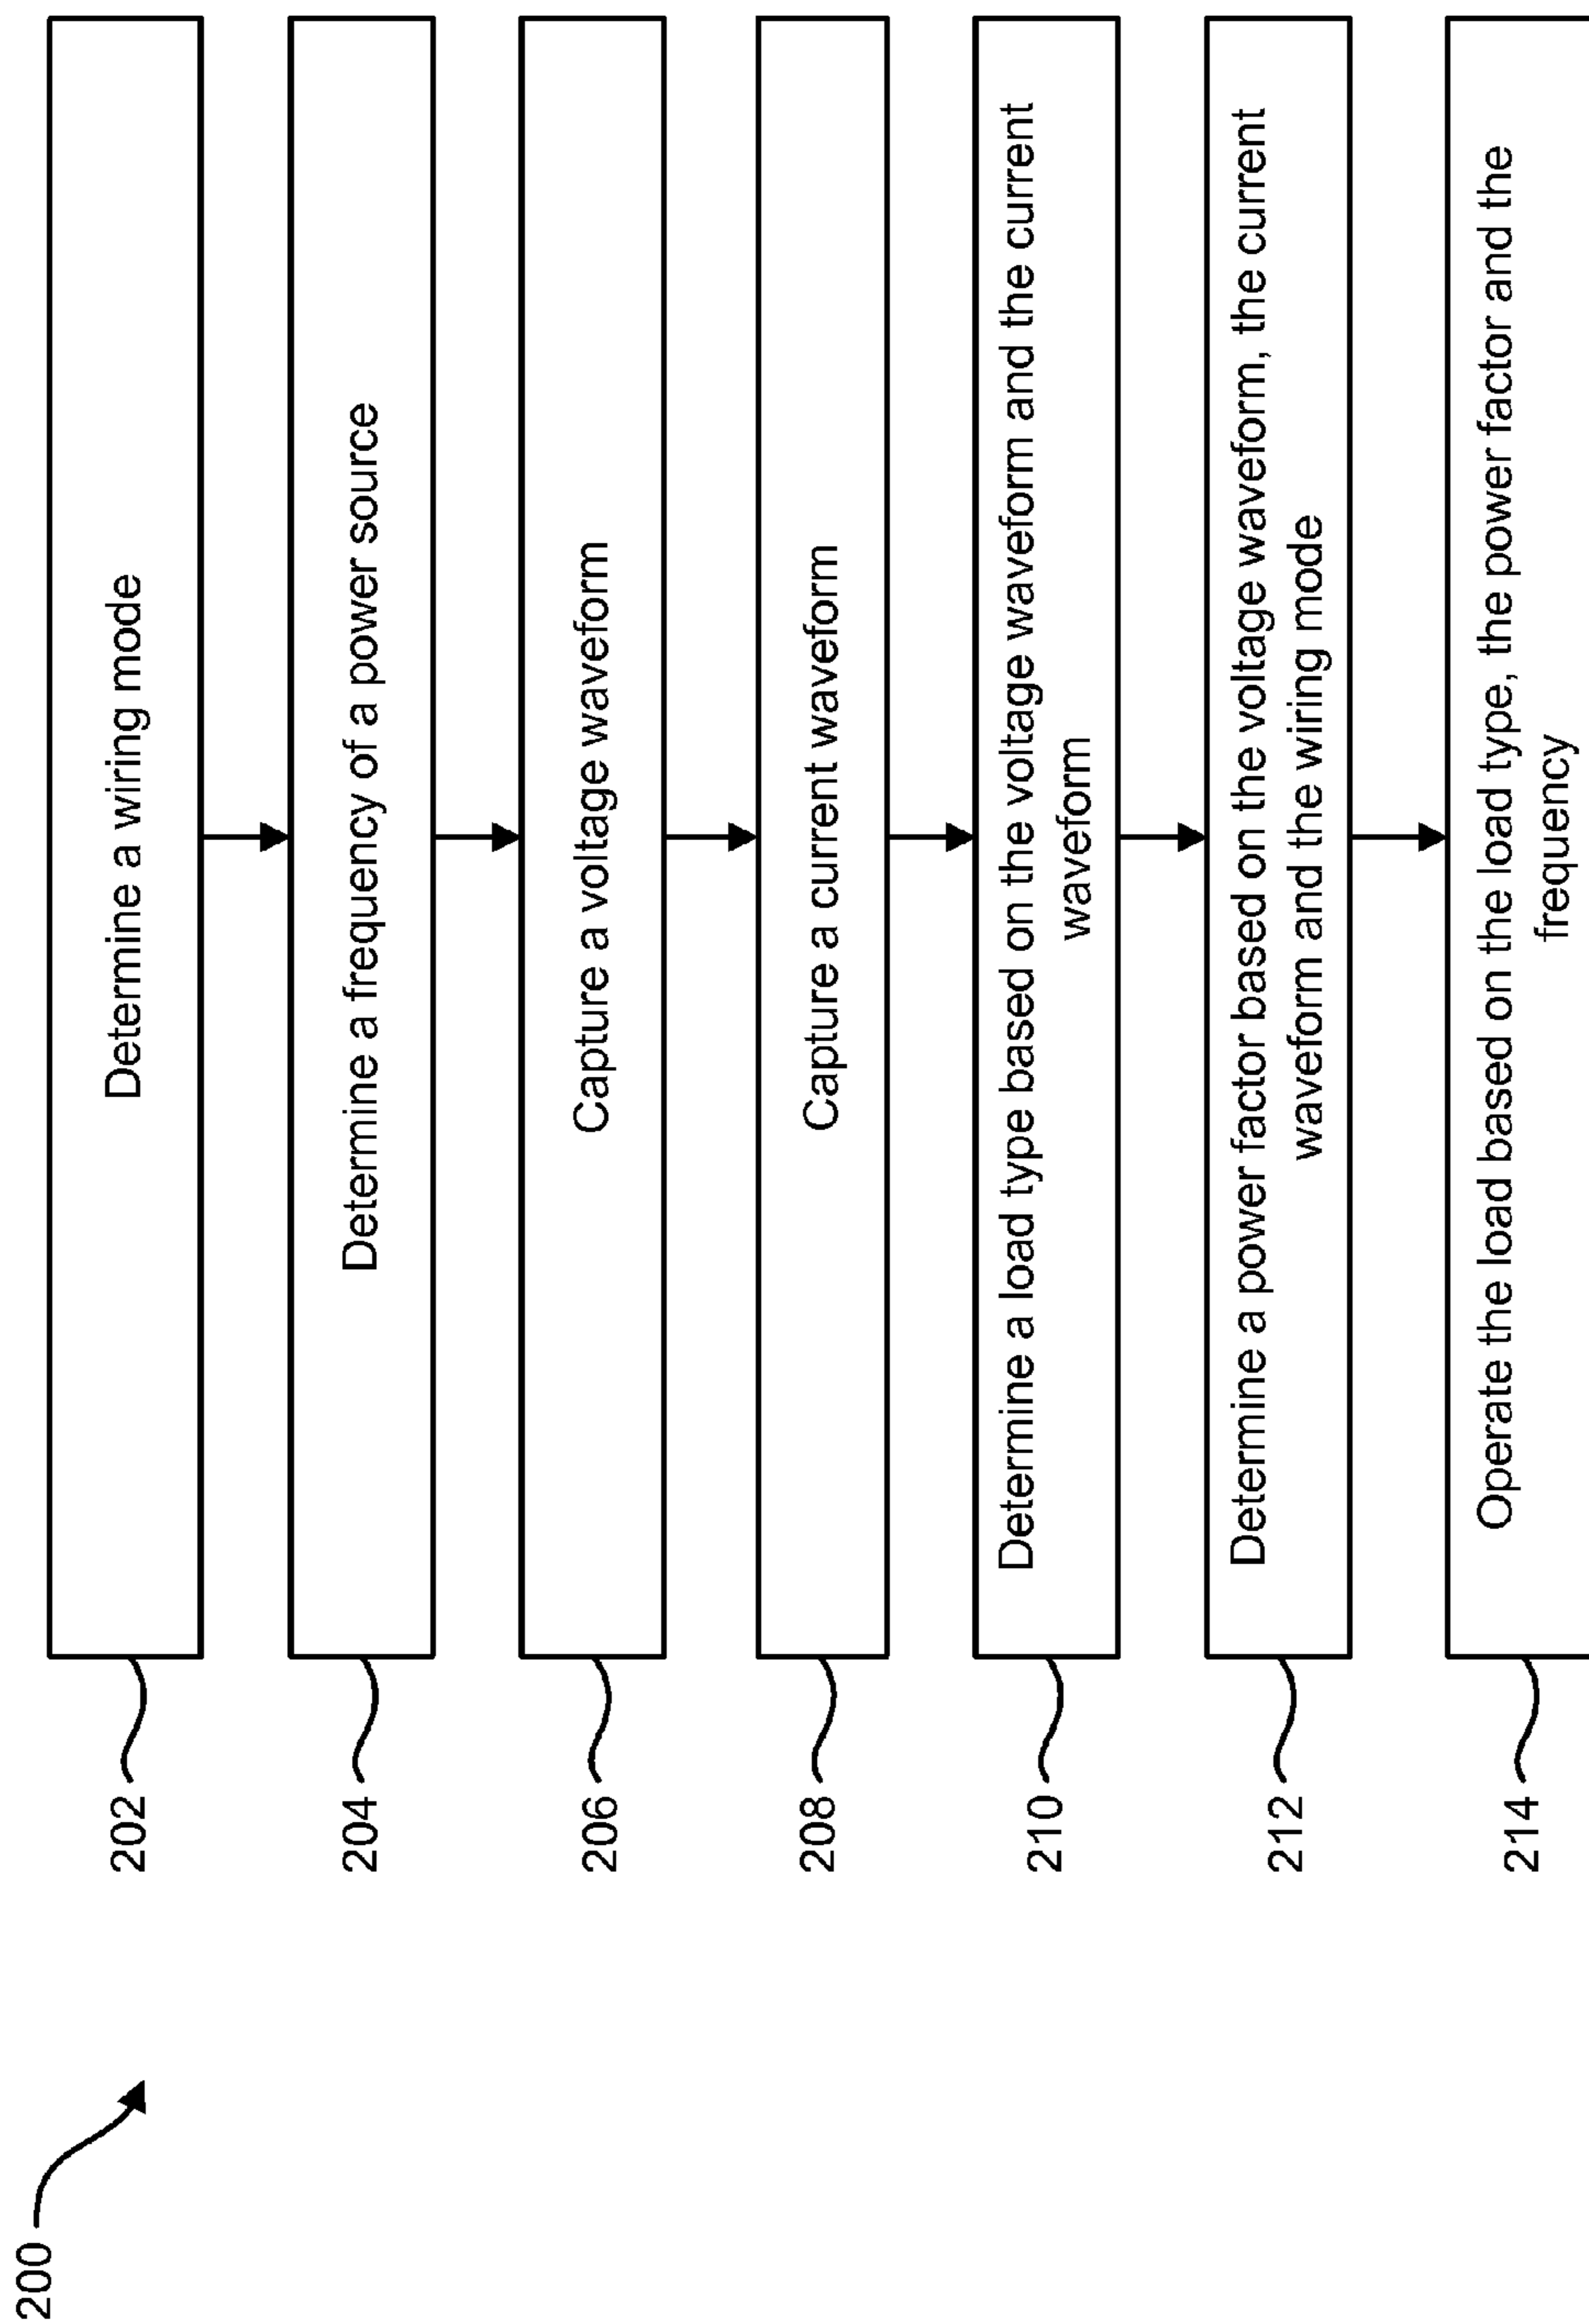 200
202
Determine a wiring mode
204
Determine a frequency of a power source
206
Capture a voltage waveform
208
Capture a current waveform
210
Determine a load type based on the voltage waveform and the current
waveform
212
Determine a power factor based on the voltage waveform, the current
waveform and the wiring mode
214
Operate the load based on the load type, the power factor and the
frequency